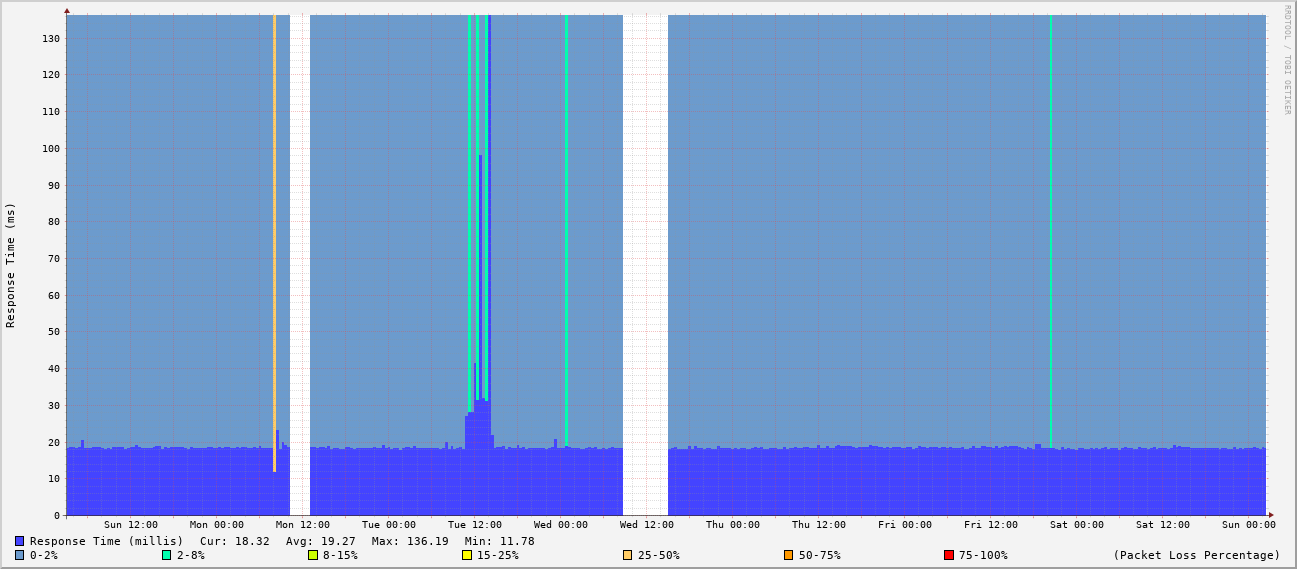 RRDTOOL / TOBI OETIKER
Response Time (ms)
130
120
110
100
90
80
70
60
50
40
30
20
10
0
Sun 12:00 Mon 00:00 Mon 12:00 Tue 00:00 Tue 12:00 Wed 00:00 Wed 12:00 Thu 00:00 Thu 12:00 Fri 00:00 Fri 12:00 Sat 00:00 Sat 12:00 Sun 00:00
Response Time (millis) Cur: 18.32 Avg: 19.27 Max: 136.19 Min: 11.78
0-2% 2-8% 8-15% 15-25% 25-50% 50-75% 75-100% (Packet Loss Percentage)